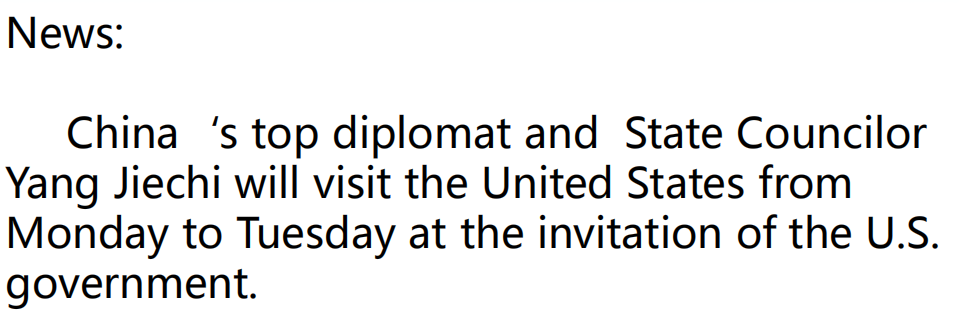 News:
China ‘s top diplomat and State Councilor
Yang Jiechi will visit the United States from
Monday to Tuesday at the invitation of the U.S.
government.